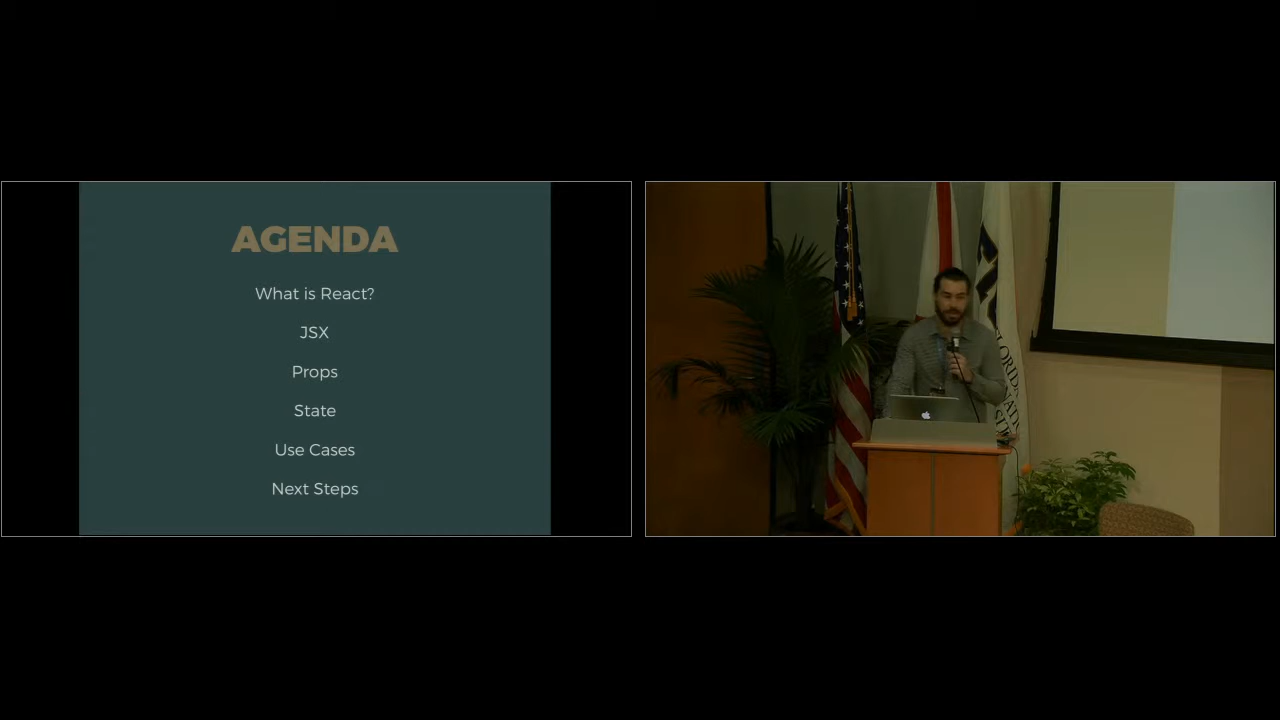 AGENDA
What is React?
JSX
Props
State
Use Cases
Next Steps